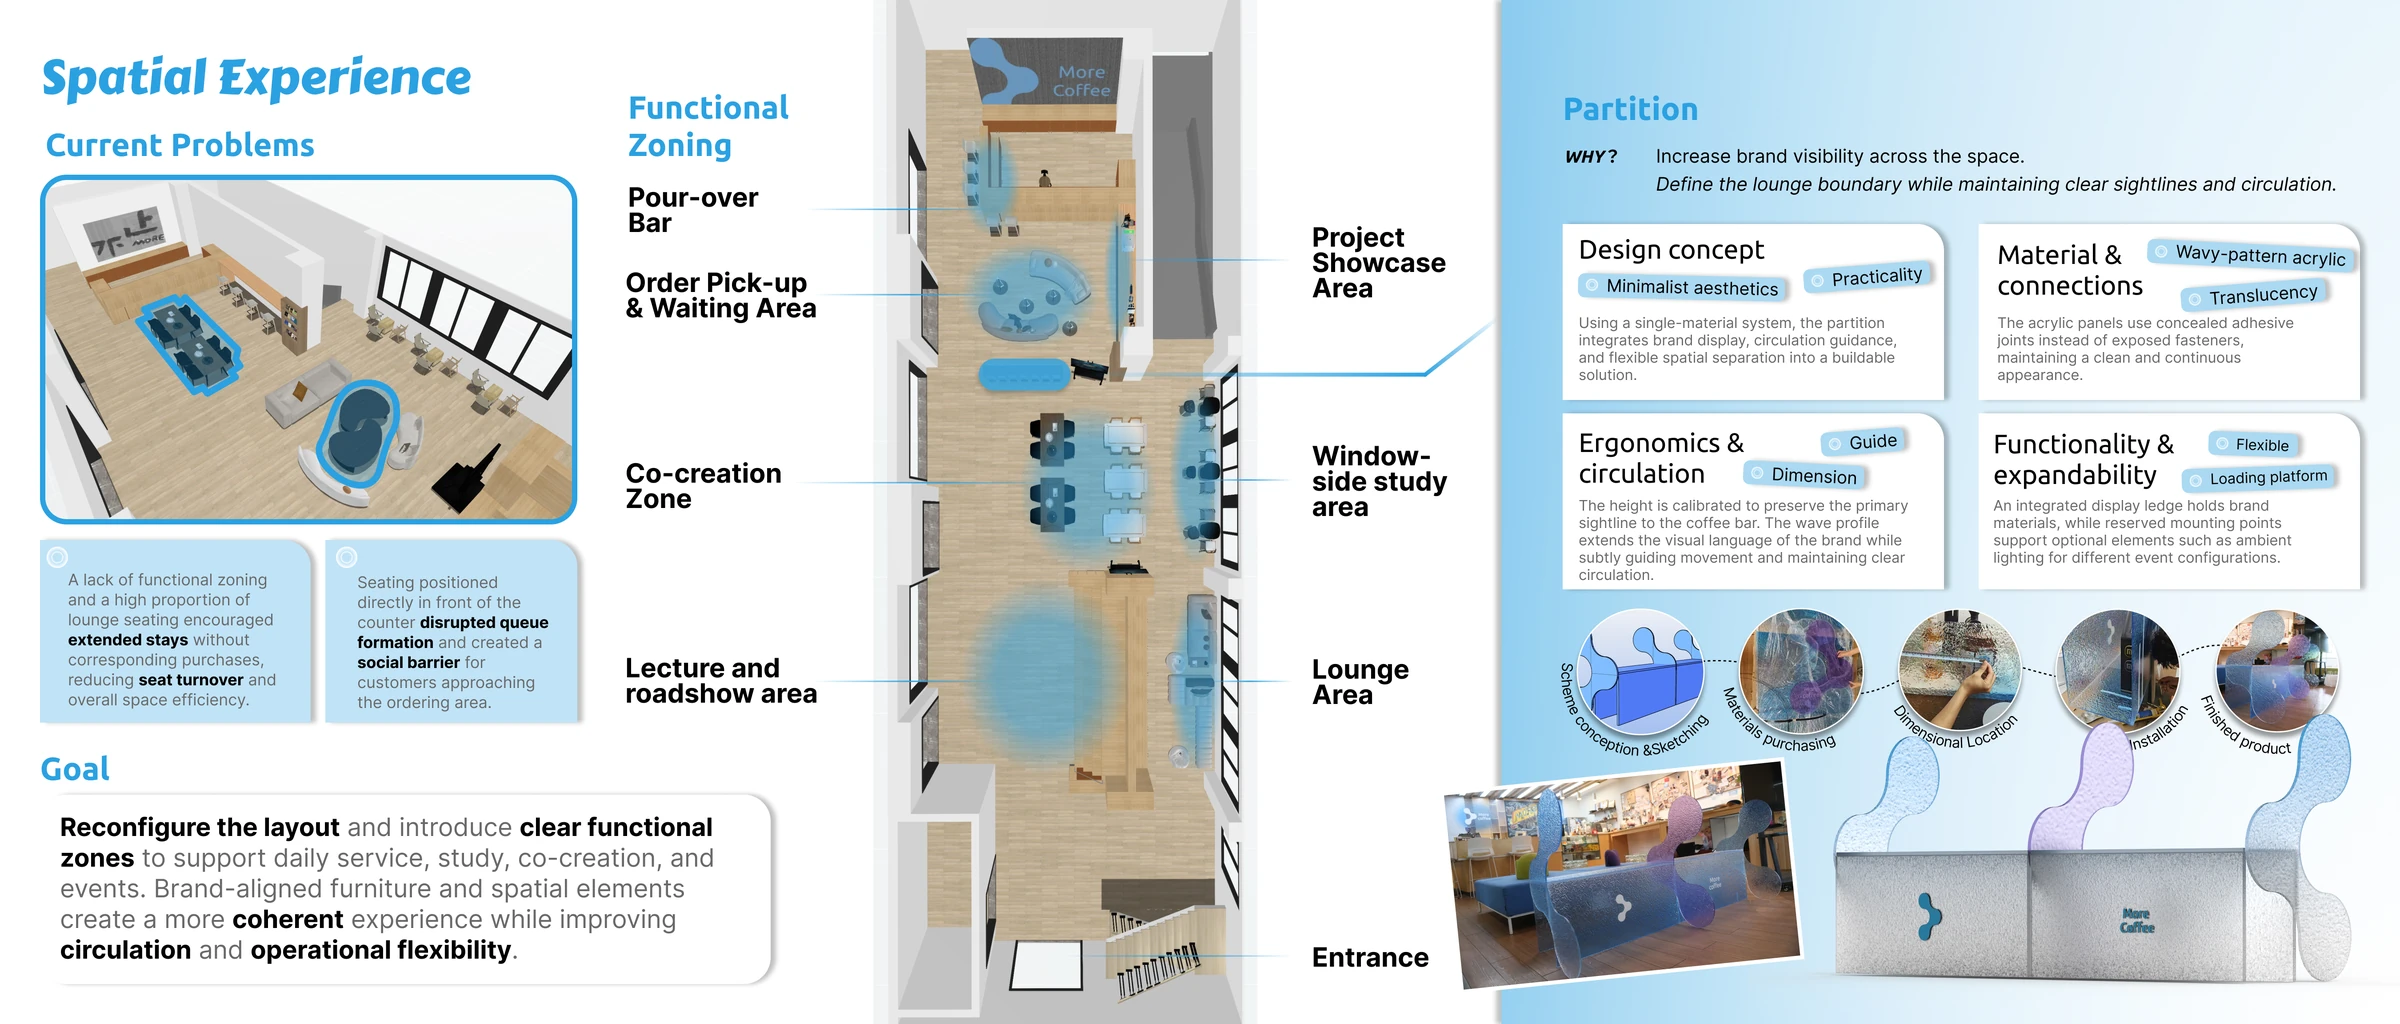 Spatial Experience
Current Problems
MORE
A lack of functional zoning
and a high proportion of
lounge seating encouraged
extended stays without
corresponding purchases,
reducing seat turnover and
overall space efficiency.
Seating positioned
directly in front of the
counter disrupted queue
formation and created a
social barrier for
customers approaching
the ordering area.
Goal
Reconfigure the layout and introduce clear functional
zones to support daily service, study, co-creation, and
events. Brand-aligned furniture and spatial elements
create a more coherent experience while improving
circulation and operational flexibility.
Functional
Zoning
Pour-over
Bar
Order Pick-up
& Waiting Area
Co-creation
Zone
Lecture and
roadshow area
More
Coffee
Project
Showcase
Area
Window-
side study
area
Lounge
Area
Entrance
Partition
WHY?
Increase brand visibility across the space.
Define the lounge boundary while maintaining clear sightlines and circulation.
Design concept
Minimalist aesthetics
Practicality
Using a single-material system, the partition
integrates brand display, circulation guidance,
and flexible spatial separation into a buildable
solution.
Material &
connections
Wavy-pattern acrylic
Translucency
The acrylic panels use concealed adhesive
joints instead of exposed fasteners,
maintaining a clean and continuous
appearance.
Ergonomics &
circulation
Guide
Dimension
The height is calibrated to preserve the primary
sightline to the coffee bar. The wave profile
extends the visual language of the brand while
subtly guiding movement and maintaining clear
circulation.
Functionality &
expandability
Flexible
Loading platform
An integrated display ledge holds brand
materials, while reserved mounting points
support optional elements such as ambient
lighting for different event configurations.
Scheme conception &Sketching
Materials purchasing
Dimensional Location
Installation
Finished product
More
coffee
More
Coffee